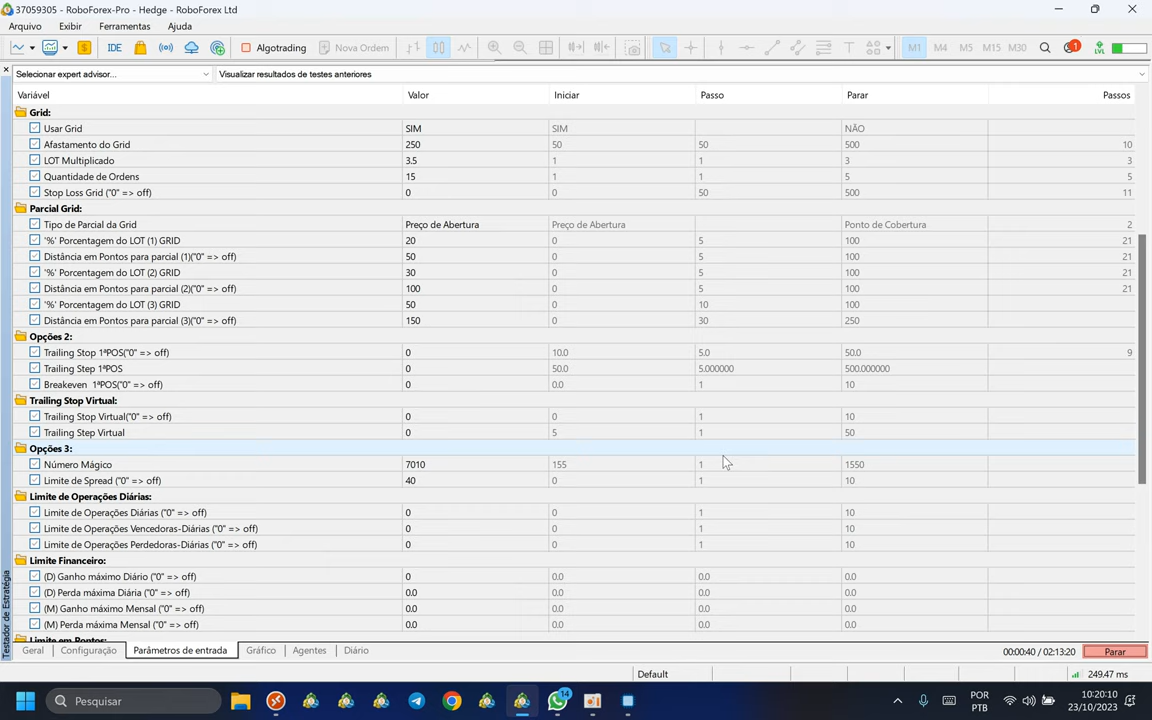 37059305 - RoboForex-Pro - Hedge - RoboForex Ltd
Arquivo Exibir Ferramentas Ajuda
IDE Algotrading Nova Ordem M1 M4 M5 M15 M30 1 LVL
Selecionar expert advisor... Visualizar resultados de testes anteriores
Variável Valor Iniciar Passo Parar Passos
Grid:
Usar Grid SIM SIM NÃO
Afastamento do Grid 250 50 50 500 10
LOT Multiplicado 3.5 1 1 3 3
Quantidade de Ordens 15 1 1 5 5
Stop Loss Grid ("0" => off) 0 0 50 500 11
Parcial Grid:
Tipo de Parcial da Grid Preço de Abertura Preço de Abertura Ponto de Cobertura 2
'%' Porcentagem do LOT (1) GRID 20 0 5 100 21
Distância em Pontos para parcial (1)("0" => off) 50 0 5 100 21
'%' Porcentagem do LOT (2) GRID 30 0 5 100 21
Distância em Pontos para parcial (2)("0" => off) 100 0 5 100 21
'%' Porcentagem do LOT (3) GRID 50 0 10 100
Distância em Pontos para parcial (3)("0" => off) 150 0 30 250
Opções 2:
Trailing Stop 1ªPOS("0" => off) 0 10.0 5.0 50.0 9
Trailing Step 1ªPOS 0 50.0 5.000000 500.000000
Breakeven 1ªPOS("0" => off) 0 0.0 1 10
Trailing Stop Virtual:
Trailing Stop Virtual("0" => off) 0 0 1 10
Trailing Step Virtual 0 5 1 50
Opções 3:
Número Mágico 7010 155 1 1550
Limite de Spread ("0" => off) 40 0 1 10
Limite de Operações Diárias:
Limite de Operações Diárias ("0" => off) 0 0 1 10
Limite de Operações Vencedoras-Diárias ("0" => off) 0 0 1 10
Limite de Operações Perdedoras-Diárias ("0" => off) 0 0 1 10
Limite Financeiro:
(D) Ganho máximo Diário ("0" => off) 0 0.0 0.0 0.0
(D) Perda máxima Diária ("0" => off) 0.0 0.0 0.0 0.0
(M) Ganho máximo Mensal ("0" => off) 0.0 0.0 0.0 0.0
(M) Perda máxima Mensal ("0" => off) 0.0 0.0 0.0 0.0
Limite em Pontos:
Testador de Estratégia
Geral Configuração Parâmetros de entrada Gráfico Agentes Diário 00:00:40 / 02:13:20 Parar
Default 249.47 ms
Pesquisar 14 POR 10:20:10
PTB 23/10/2023